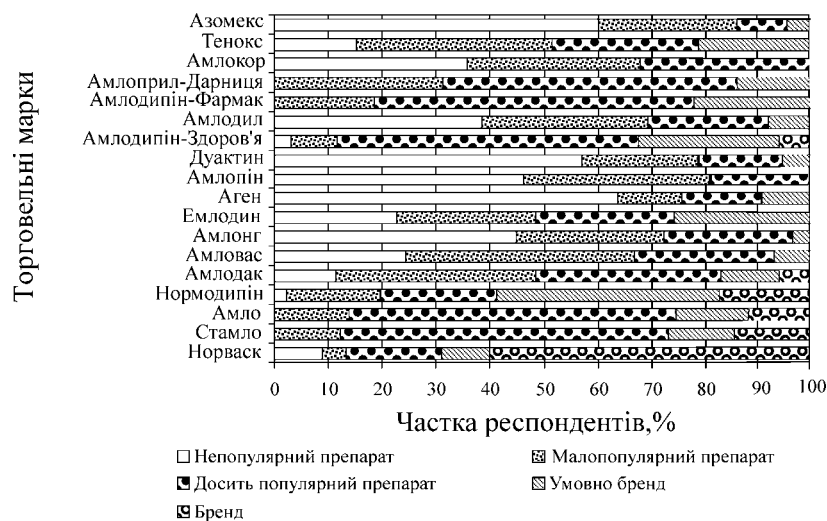 Торговельні марки
Азомекс
Тенокс
Амлокор
Амлоприл-Дарниця
Амлодипін-Фармак
Амлодил
Амлодипін-Здоров'я
Дуактин
Амлопін
Аген
Емлодин
Амлонг
Амловас
Амлодак
Нормодипін
Амло
Стамло
Норваск
0 10 20 30 40 50 60 70 80 90 100
Частка респондентів,%
Непопулярний препарат
Малопопулярний препарат
Досить популярний препарат
Умовно бренд
Бренд